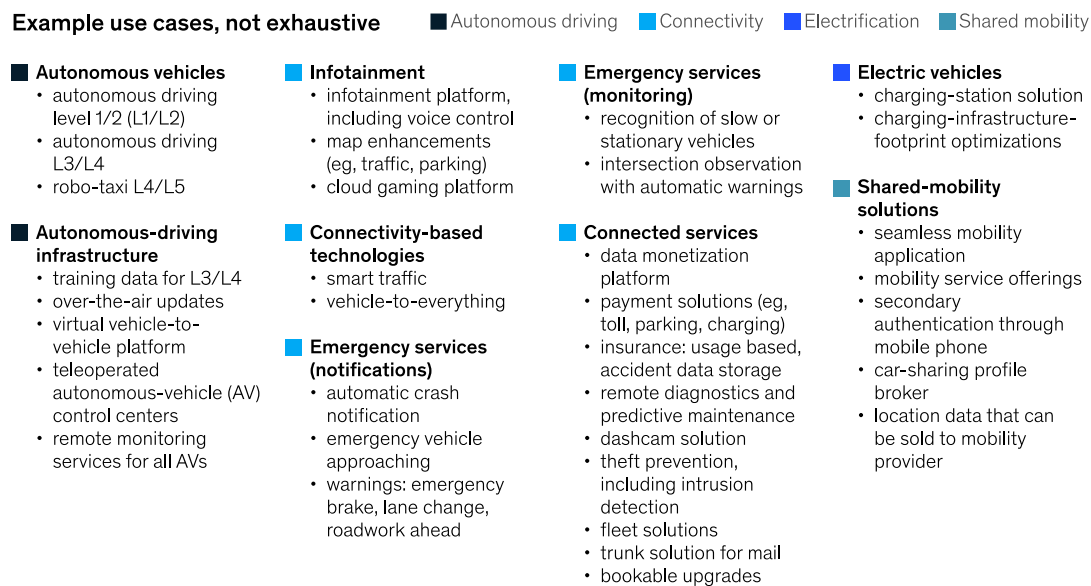 Example use cases, not exhaustive
Autonomous driving
Connectivity
Electrification
Shared mobility
Autonomous vehicles
• autonomous driving
level 1/2 (L1/L2)
• autonomous driving
L3/L4
• robo-taxi L4/L5
Autonomous-driving
infrastructure
• training data for L3/L4
• over-the-air updates
• virtual vehicle-to-
vehicle platform
• teleoperated
autonomous-vehicle (AV)
control centers
• remote monitoring
services for all AVs
Infotainment
• infotainment platform,
including voice control
• map enhancements
(eg, traffic, parking)
• cloud gaming platform
Connectivity-based
technologies
• smart traffic
• vehicle-to-everything
Emergency services
(notifications)
• automatic crash
notification
• emergency vehicle
approaching
• warnings: emergency
brake, lane change,
roadwork ahead
Emergency services
(monitoring)
• recognition of slow or
stationary vehicles
• intersection observation
with automatic warnings
Connected services
• data monetization
platform
• payment solutions (eg,
toll, parking, charging)
• insurance: usage based,
accident data storage
• remote diagnostics and
predictive maintenance
• dashcam solution
• theft prevention,
including intrusion
detection
• fleet solutions
• trunk solution for mail
• bookable upgrades
Electric vehicles
• charging-station solution
• charging-infrastructure-
footprint optimizations
Shared-mobility
solutions
• seamless mobility
application
• mobility service offerings
• secondary
authentication through
mobile phone
• car-sharing profile
broker
• location data that can
be sold to mobility
provider